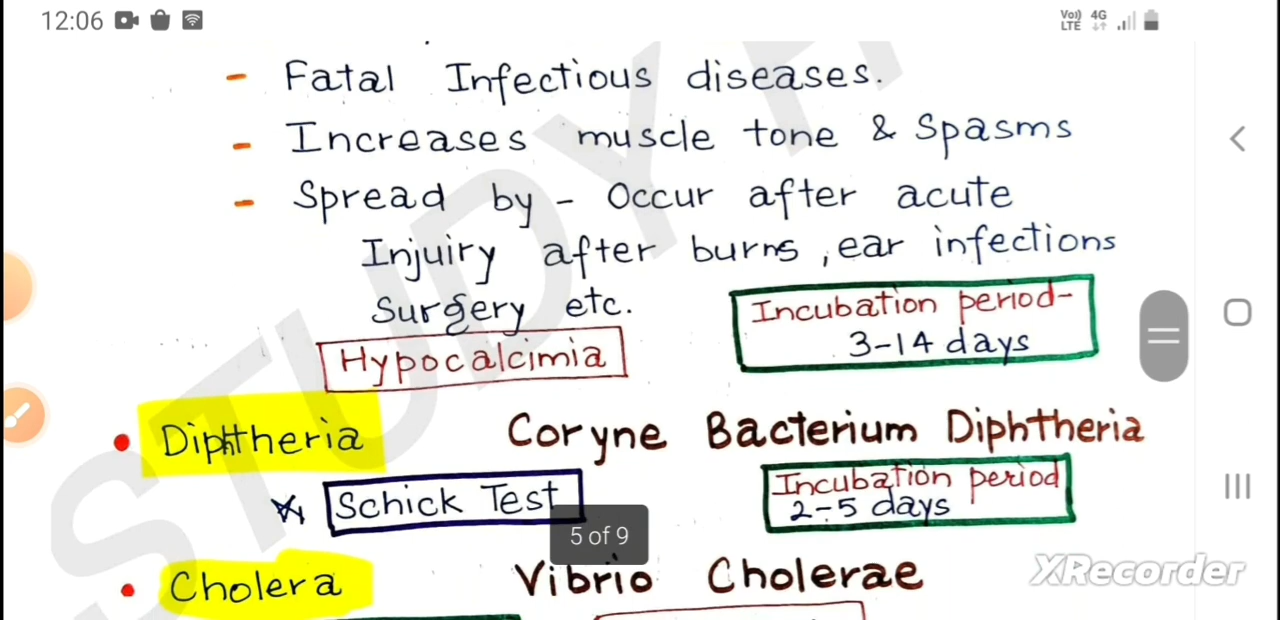 12:06 Vo)) LTE 4G
- Fatal Infectious diseases.
- Increases muscle tone & Spasms
- Spread by - Occur after acute
Injuiry after burns, ear infections
Surgery etc.
Incubation period-
3-14 days
Hypocalcimia
• Diphtheria Coryne Bacterium Diphtheria
Schick Test
Incubation period
2-5 days
5 of 9
• Cholera Vibrio Cholerae
XRecorder
STUDY